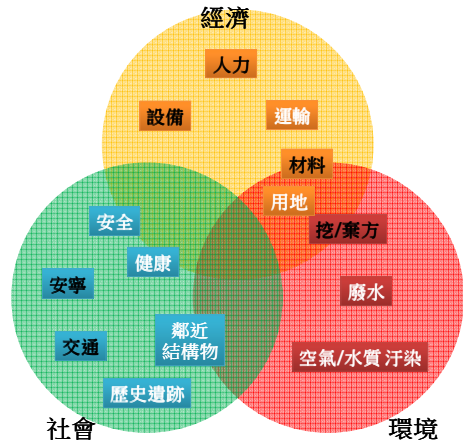 經濟
人力
設備
運輸
材料
用地
挖/棄方
安全
健康
安寧
廢水
鄰近
結構物
交通
空氣/水質 汙染
歷史遺跡
社會
環境